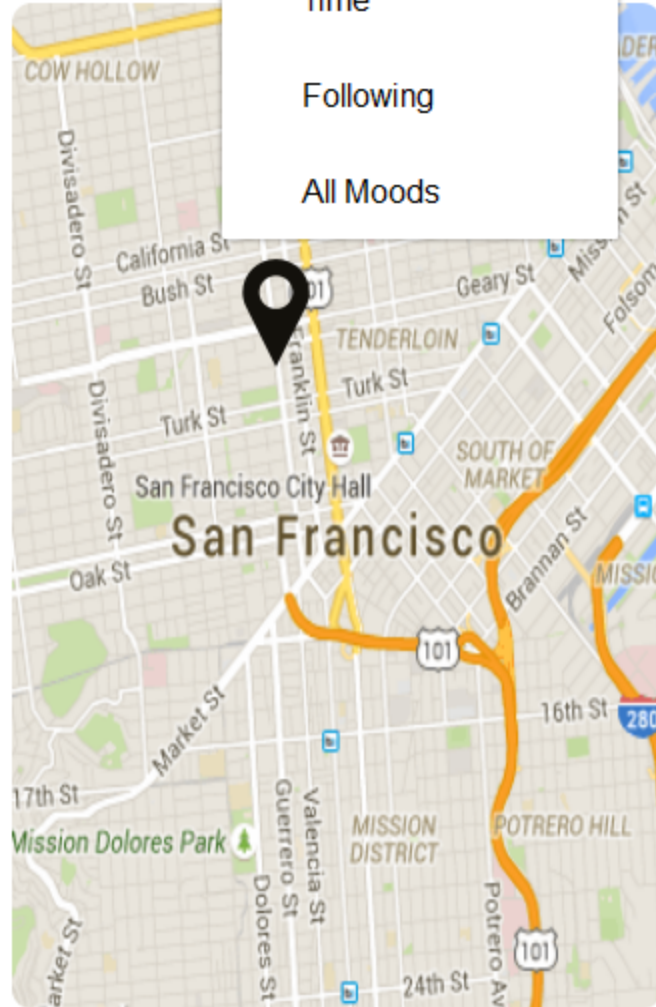 Time
Following
All Moods
COW HOLLOW
Divisadero St
California St
Bush St
Geary St
Folsom
101
TENDERLOIN
Franklin St
Turk St
Divisadero St
Turk St
SOUTH OF
MARKET
San Francisco City Hall
San Francisco
Oak St
Brannan St
101
16th St
280
Market St
17th St
Mission Dolores Park
Guerrero St
Valencia St
MISSION
DISTRICT
POTRERO HILL
Dolores St
Potrero Av
101
24th St